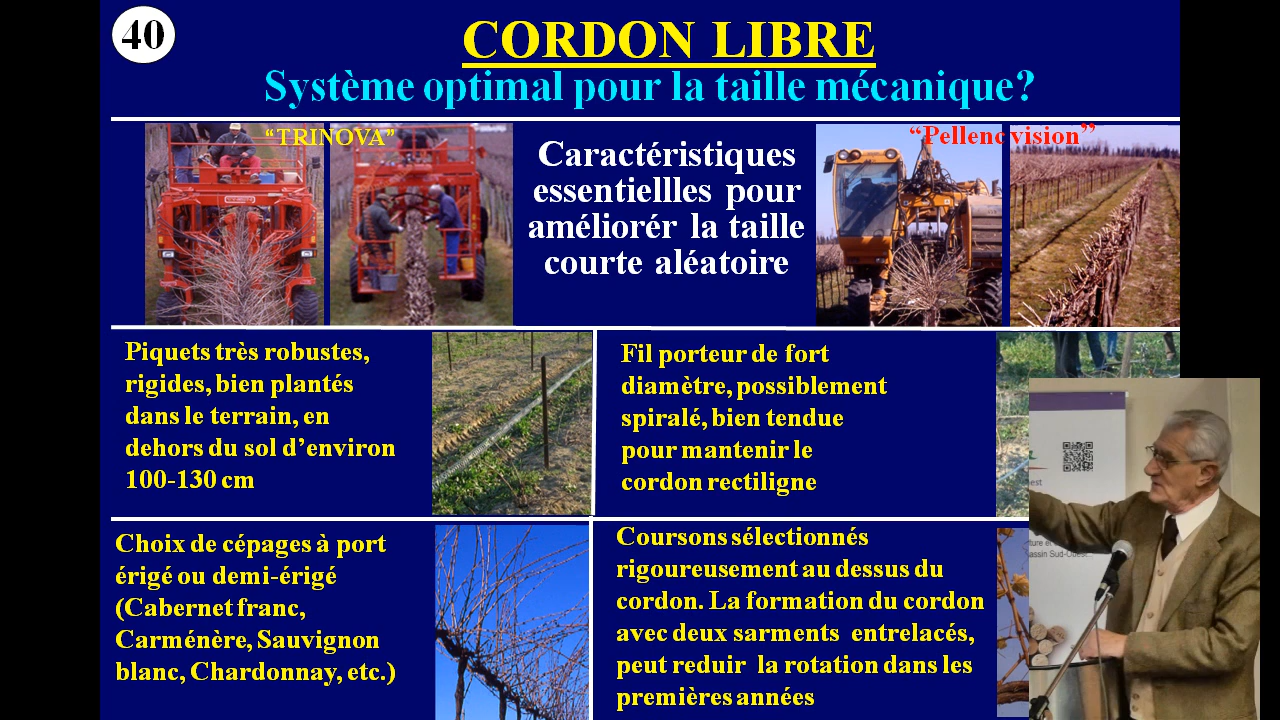 40
CORDON LIBRE
Système optimal pour la taille mécanique?
“TRINOVA”
Caractéristiques
essentiellles pour
améliorér la taille
courte aléatoire
“Pellenc vision”
Piquets très robustes,
rigides, bien plantés
dans le terrain, en
dehors du sol d’environ
100-130 cm
Fil porteur de fort
diamètre, possiblement
spiralé, bien tendue
pour mantenir le
cordon rectiligne
Choix de cépages à port
érigé ou demi-érigé
(Cabernet franc,
Carménère, Sauvignon
blanc, Chardonnay, etc.)
Coursons sélectionnés
rigoureusement au dessus du
cordon. La formation du cordon
avec deux sarments entrelacés,
peut reduir la rotation dans les
premières années